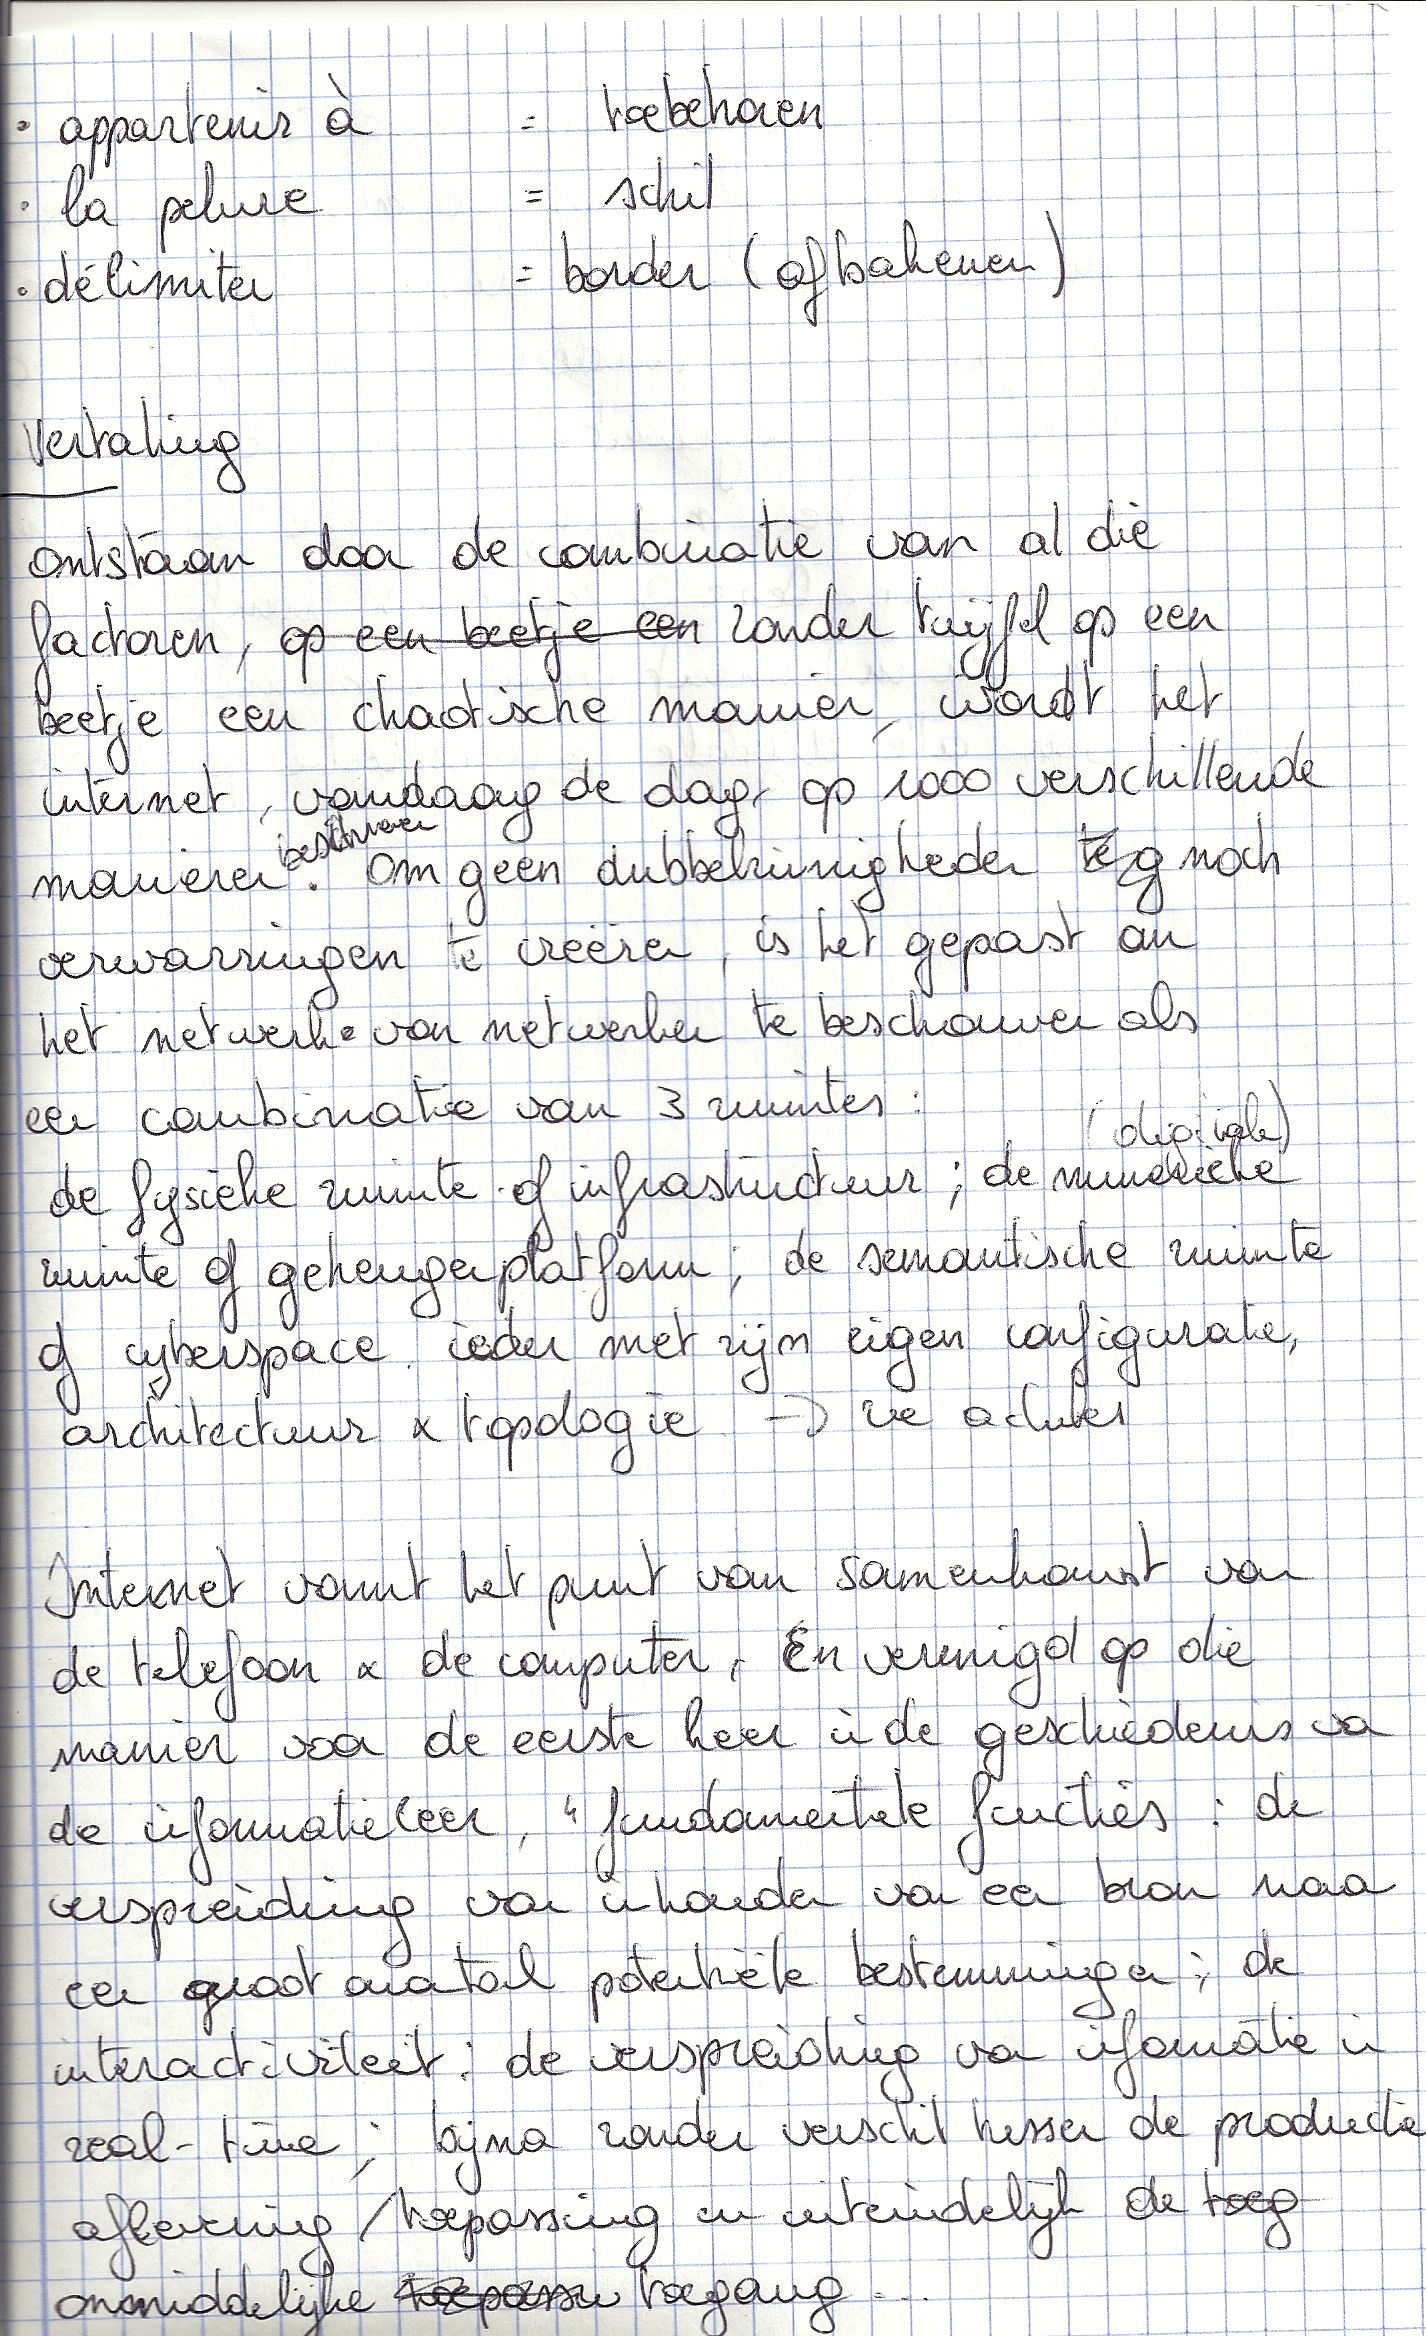 · appartenir à = toebehoren
· la pelure = schil
· délimiter = border (afbakenen)
Vertaling
ontstaan door de combinatie van al die
factoren, op een beetje een zonder twijfel op een
beetje een chaotische manier, wordt het
internet, vandaag de dag, op 1000 verschillende
manieren beschreven. Om geen dubbelzinnigheden teg noch
verwarringen te creëren, is het gepast om
het netwerk van netwerken te beschouwen als
een combinatie van 3 ruimtes:
(digitale)
de fysieke ruimte of infrastructuur; de numerieke
ruimte of geheugenplatform; de semantische ruimte
of cyberspace. ieder met zijn eigen configuratie,
architectuur & topologie → ze
Internet vormt het punt van samenkomst van
de telefoon & de computer. En verenigd op die
manier voor de eerste keer in de geschiedenis van
de informatieleer, 4 fundamentele functies: de
verspreiding van inhouden van een bron naar
een groot aantal potentiële bestemmingen; de
interactiviteit; de verspreiding van informatie in
real-time; bijna zonder verschil tussen de productie
aflevering / toepassing en uiteindelijk de toeg
onmiddelijke toepassn toegang ...